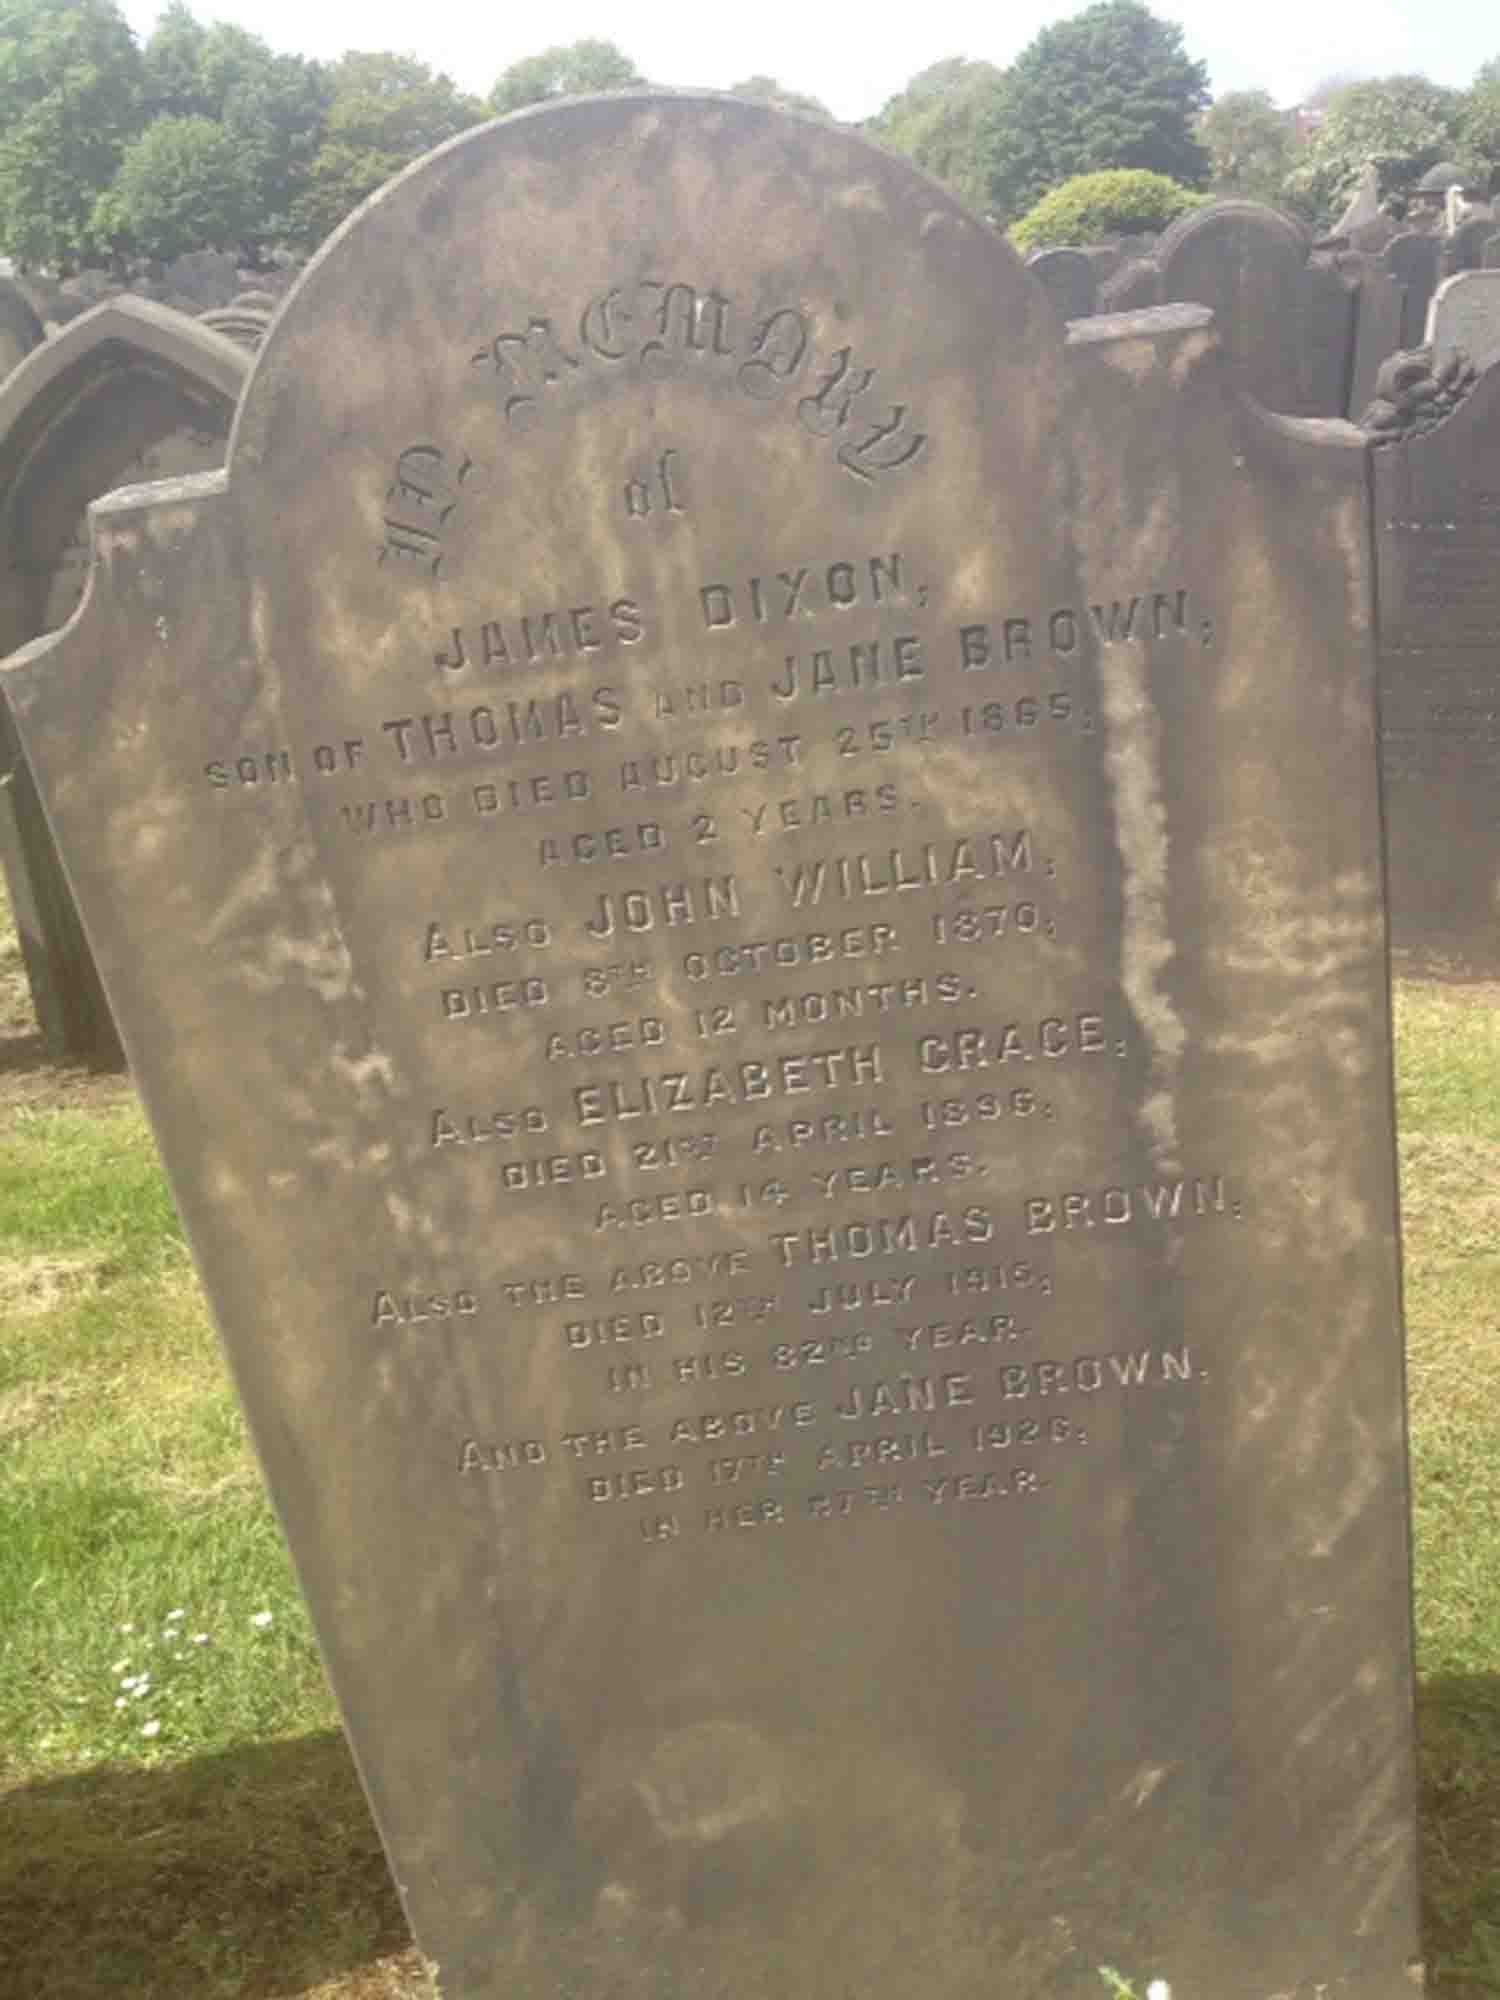 In Memory
of
JAMES DIXON,
SON OF THOMAS AND JANE BROWN,
WHO DIED AUGUST 25TH 1865,
AGED 2 YEARS.
ALSO JOHN WILLIAM,
DIED 8TH OCTOBER 1870,
AGED 12 MONTHS.
ALSO ELIZABETH GRACE,
DIED 21ST APRIL
AGED 14 YEARS.
ALSO THE ABOVE THOMAS BROWN,
DIED 12TH JULY
IN HIS 82ND YEAR.
AND THE ABOVE JANE BROWN.
DIED 17TH APRIL
IN HER YEAR.